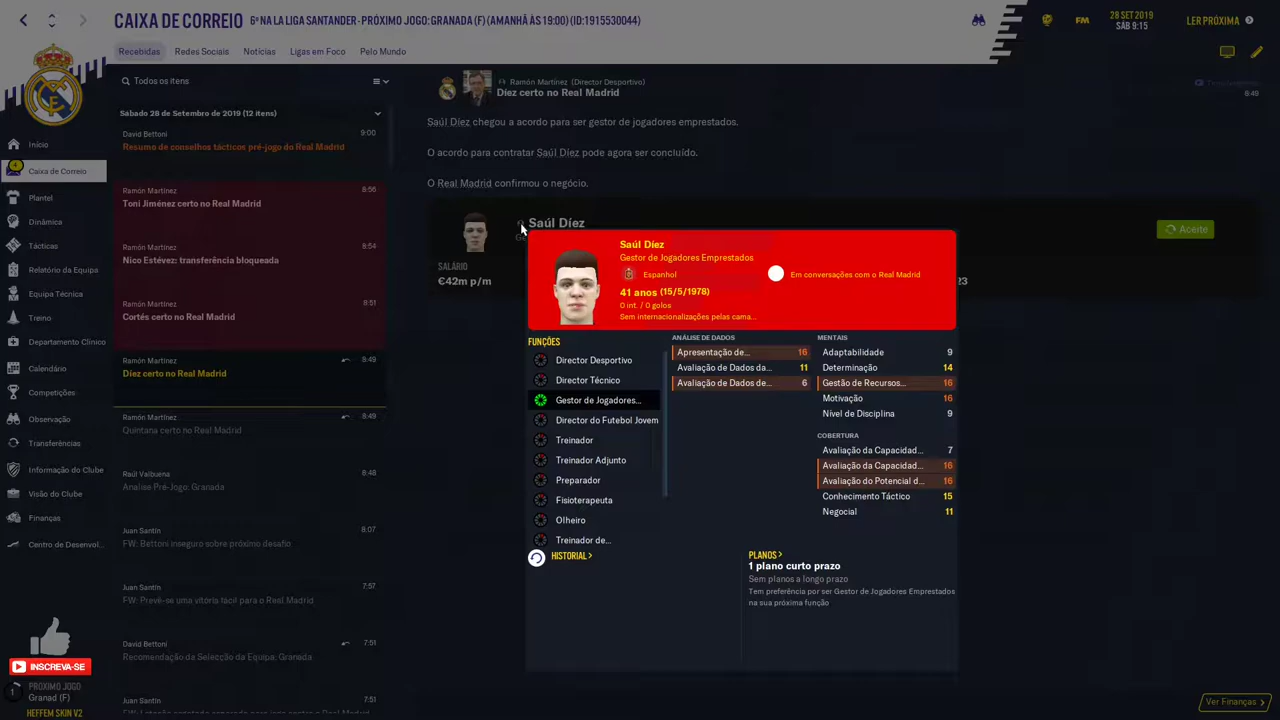 CAIXA DE CORREIO
6º NA LA LIGA SANTANDER - PRÓXIMO JOGO: GRANADA (F) (AMANHÃ ÀS 19:00) (ID:1915530044)
FM
28 SET 2019
SÁB 9:15
LER PRÓXIMA
Recebidas
Redes Sociais
Notícias
Ligas em Foco
Pelo Mundo
Todos os itens
Sábado 28 de Setembro de 2019 (12 itens)
David Bettoni
9:00
Resumo de conselhos tácticos pré-jogo do Real Madrid
Ramón Martínez
8:56
Toni Jiménez certo no Real Madrid
Ramón Martínez
8:54
Nico Estévez: transferência bloqueada
Ramón Martínez
8:51
Cortés certo no Real Madrid
Ramón Martínez
8:49
Díez certo no Real Madrid
Ramón Martínez
8:49
Quintana certo no Real Madrid
Raúl Valbuena
8:48
Análise Pré-Jogo: Granada
Juan Santín
8:07
FW: Bettoni inseguro sobre próximo desafio
Juan Santín
7:57
FW: Prevê-se uma vitória fácil para o Real Madrid
David Bettoni
7:51
Recomendação da Selecção da Equipa: Granada
Juan Santín
7:51
Início
4
Caixa de Correio
Plantel
Dinâmica
Tácticas
Relatório da Equipa
Equipa Técnica
Treino
Departamento Clínico
Calendário
Competições
Observação
Transferências
Informação do Clube
Visão do Clube
Finanças
Centro de Desenvol...
INSCREVA-SE
1
PRÓXIMO JOGO
Granad (F)
HEFFEM SKIN V2
Ramón Martínez (Director Desportivo)
Díez certo no Real Madrid
8:49
Saúl Díez chegou a acordo para ser gestor de jogadores emprestados.
O acordo para contratar Saúl Díez pode agora ser concluído.
O Real Madrid confirmou o negócio.
Saúl Díez
Aceite
SALÁRIO
€42m p/m
23
Saúl Díez
Gestor de Jogadores Emprestados
Espanhol
Em conversações com o Real Madrid
41 anos (15/5/1978)
0 int. / 0 golos
Sem internacionalizações pelas cama...
FUNÇÕES
Director Desportivo
Director Técnico
Gestor de Jogadores...
Director do Futebol Jovem
Treinador
Treinador Adjunto
Preparador
Fisioterapeuta
Olheiro
Treinador de...
ANÁLISE DE DADOS
Apresentação de... 16
Avaliação de Dados da... 11
Avaliação de Dados de... 6
MENTAIS
Adaptabilidade 9
Determinação 14
Gestão de Recursos... 16
Motivação 16
Nível de Disciplina 9
COBERTURA
Avaliação da Capacidad... 7
Avaliação da Capacidad... 16
Avaliação do Potencial d... 16
Conhecimento Táctico 15
Negocial 11
HISTORIAL >
PLANOS >
1 plano curto prazo
Sem planos a longo prazo
Tem preferência por ser Gestor de Jogadores Emprestados
na sua próxima função
Ver Finanças >